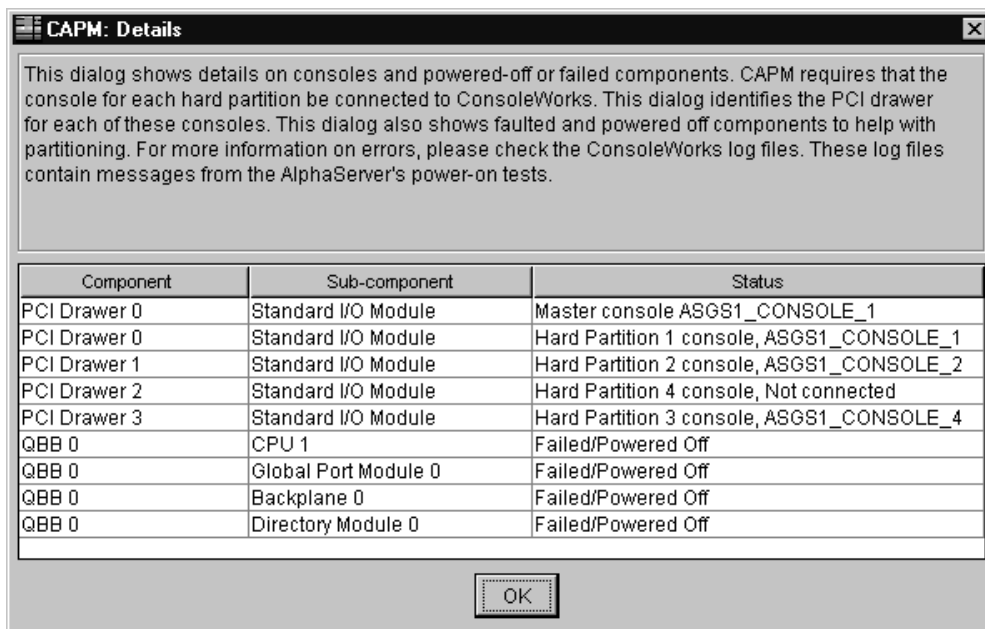 CAPM: Details
This dialog shows details on consoles and powered-off or failed components. CAPM requires that the
console for each hard partition be connected to ConsoleWorks. This dialog identifies the PCI drawer
for each of these consoles. This dialog also shows faulted and powered off components to help with
partitioning. For more information on errors, please check the ConsoleWorks log files. These log files
contain messages from the AlphaServer's power-on tests.
Component Sub-component Status
PCI Drawer 0 Standard I/O Module Master console ASGS1_CONSOLE_1
PCI Drawer 0 Standard I/O Module Hard Partition 1 console, ASGS1_CONSOLE_1
PCI Drawer 1 Standard I/O Module Hard Partition 2 console, ASGS1_CONSOLE_2
PCI Drawer 2 Standard I/O Module Hard Partition 4 console, Not connected
PCI Drawer 3 Standard I/O Module Hard Partition 3 console, ASGS1_CONSOLE_4
QBB 0 CPU 1 Failed/Powered Off
QBB 0 Global Port Module 0 Failed/Powered Off
QBB 0 Backplane 0 Failed/Powered Off
QBB 0 Directory Module 0 Failed/Powered Off
OK